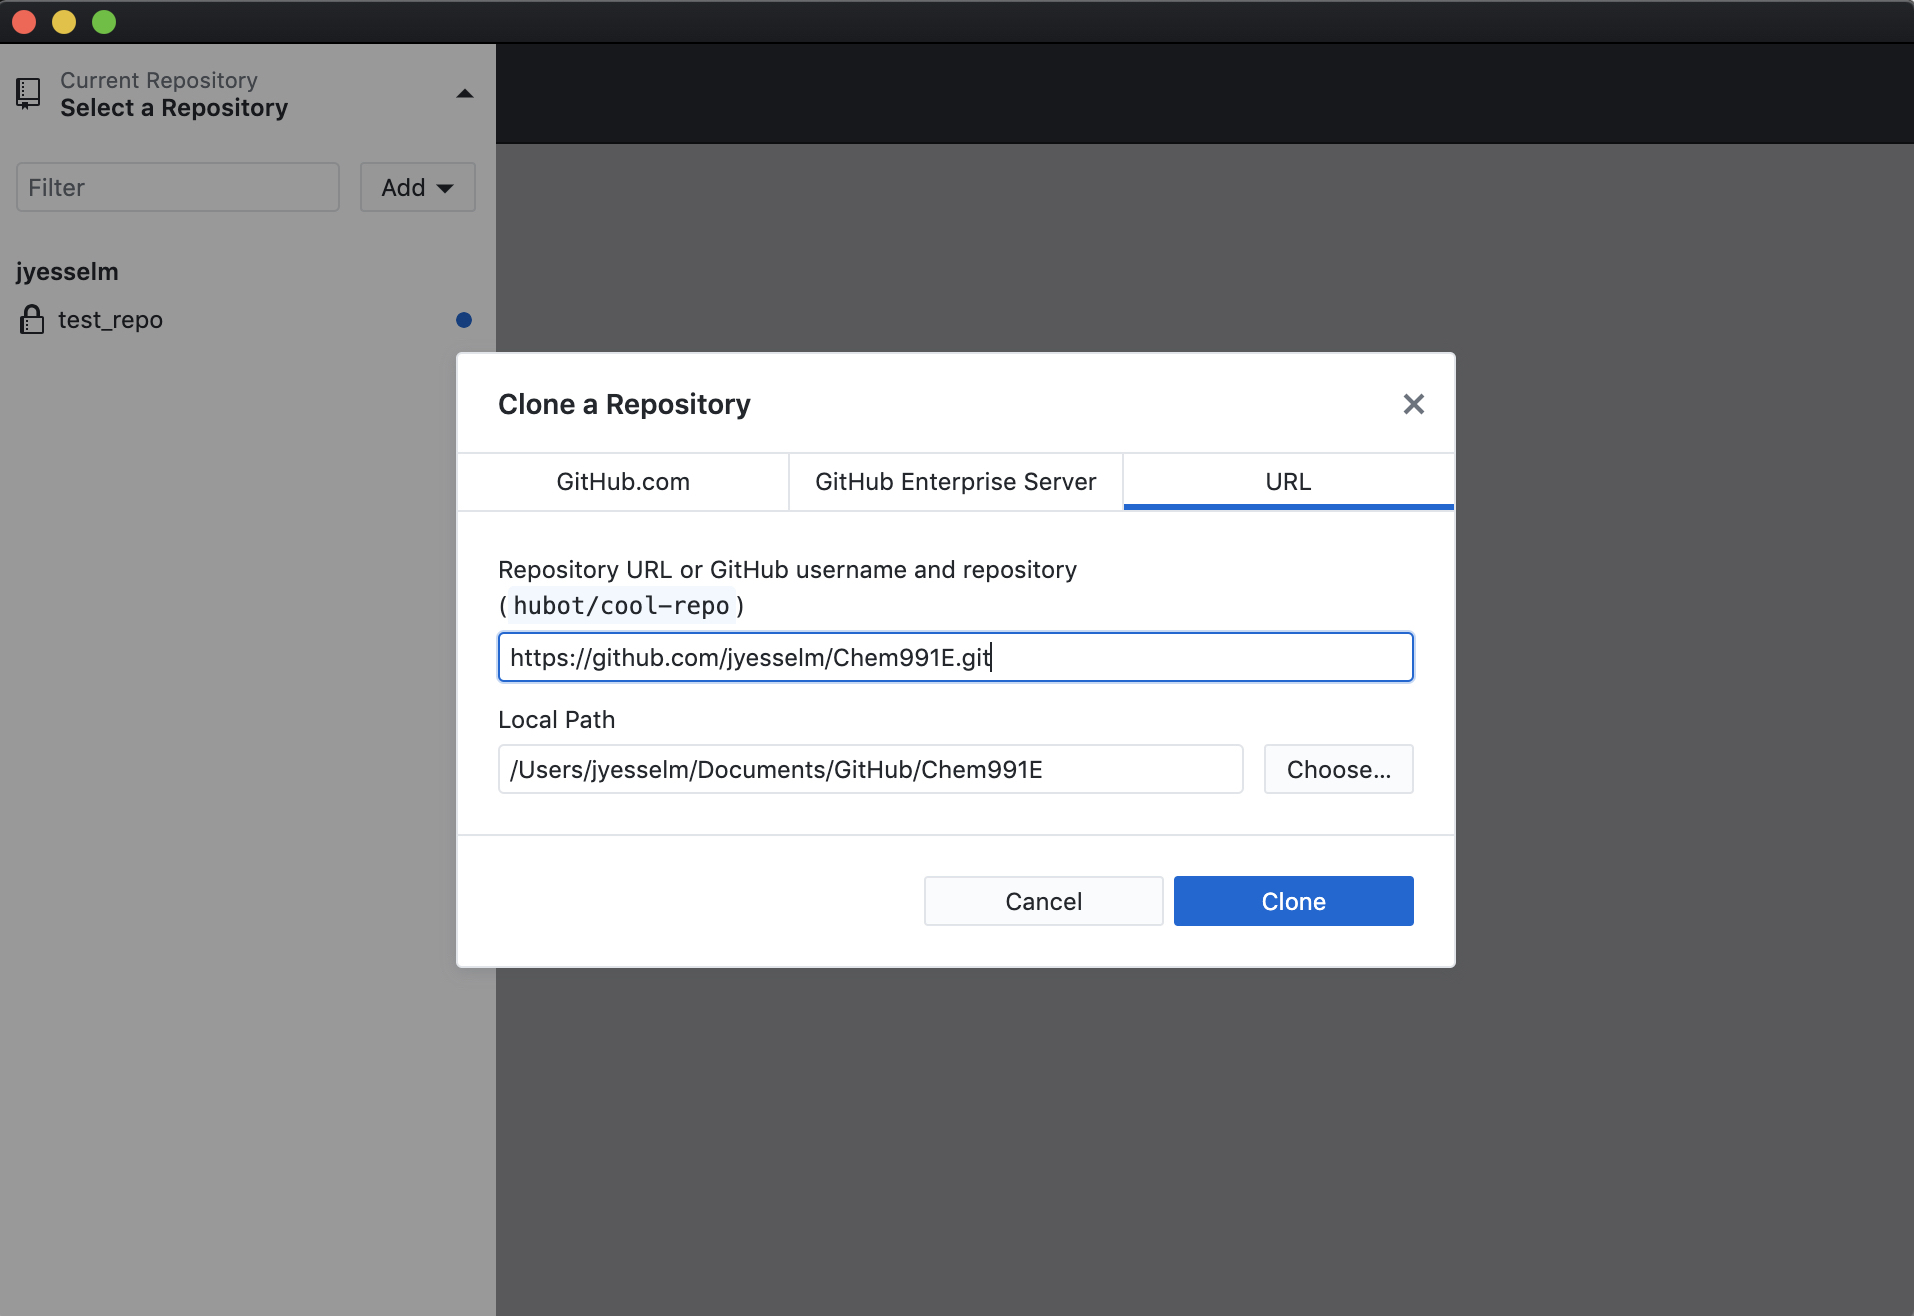 Current Repository
Select a Repository
Filter
Add
jyesselm
test_repo
Clone a Repository
GitHub.com
GitHub Enterprise Server
URL
Repository URL or GitHub username and repository
(hubot/cool-repo)
https://github.com/jyesselm/Chem991E.git
Local Path
/Users/jyesselm/Documents/GitHub/Chem991E
Choose...
Cancel
Clone